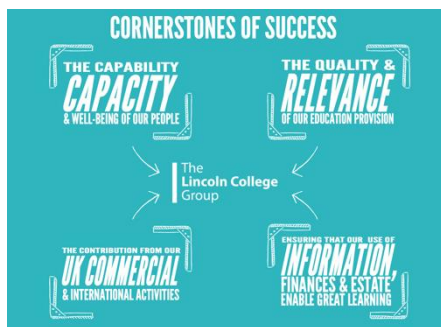 CORNERSTONES OF SUCCESS
THE CAPABILITY
CAPACITY
& WELL-BEING OF OUR PEOPLE
THE QUALITY &
RELEVANCE
OF OUR EDUCATION PROVISION
The
Lincoln College
Group
THE CONTRIBUTION FROM OUR
UK COMMERCIAL
& INTERNATIONAL ACTIVITIES
ENSURING THAT OUR USE OF
INFORMATION,
FINANCES & ESTATE
ENABLE GREAT LEARNING